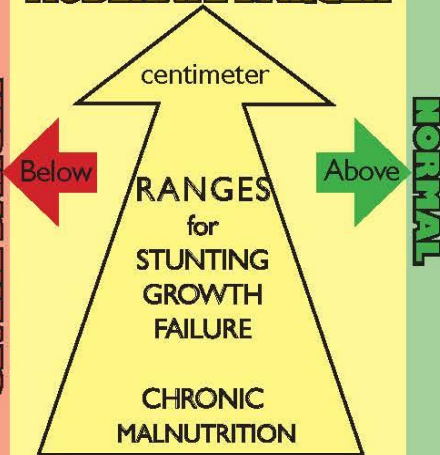 centimeter
Below
Above
NORMAL
RANGES
for
STUNTING
GROWTH
FAILURE
CHRONIC
MALNUTRITION